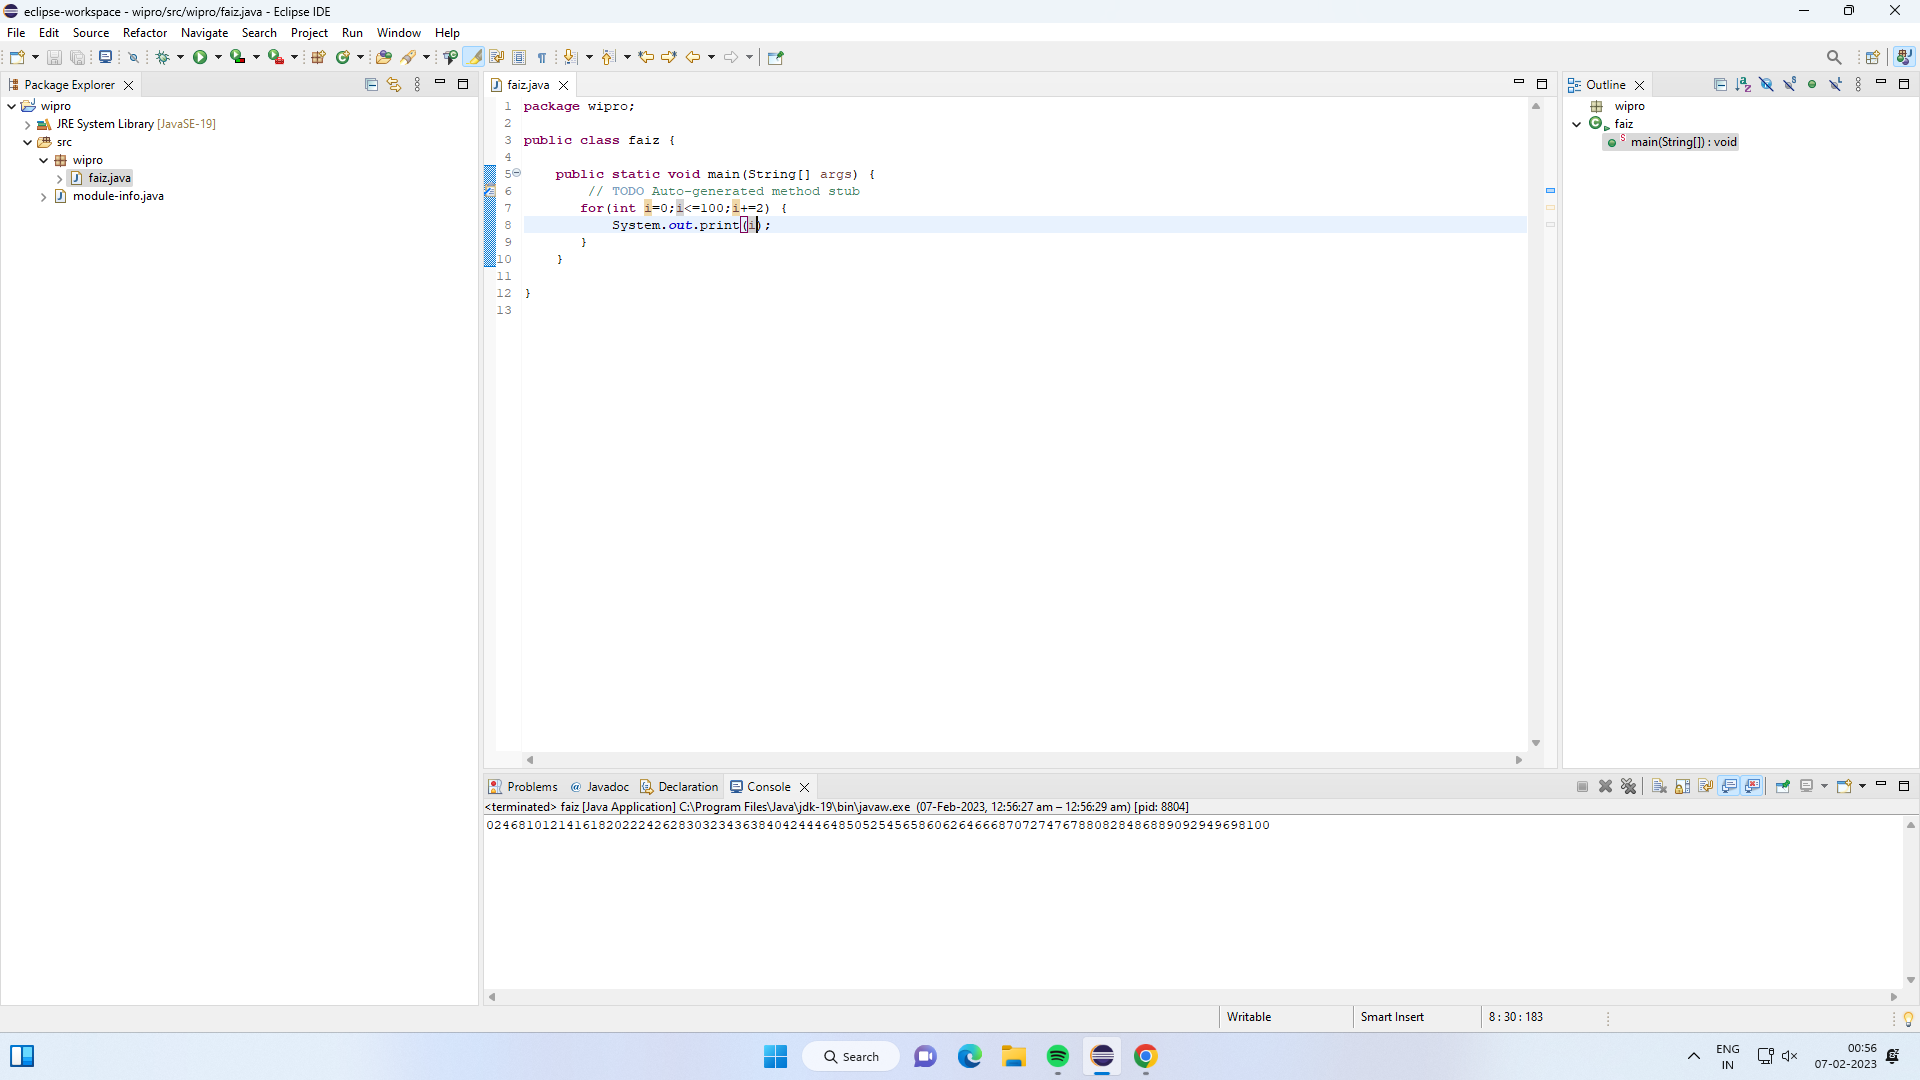 eclipse-workspace - wipro/src/wipro/faiz.java - Eclipse IDE
File Edit Source Refactor Navigate Search Project Run Window Help
Package Explorer
wipro
JRE System Library [JavaSE-19]
src
wipro
faiz.java
module-info.java
faiz.java
1 package wipro;
2
3 public class faiz {
4
5 public static void main(String[] args) {
6 // TODO Auto-generated method stub
7 for(int i=0;i<=100;i+=2) {
8 System.out.print(i);
9 }
10 }
11
12 }
13
Outline
wipro
faiz
main(String[]) : void
Problems @ Javadoc Declaration Console
<terminated> faiz [Java Application] C:\Program Files\Java\jdk-19\bin\javaw.exe (07-Feb-2023, 12:56:27 am – 12:56:29 am) [pid: 8804]
02468101214161820222426283032343638404244464850525456586062646668707274767880828486889092949698100
Writable Smart Insert 8 : 30 : 183
Search
ENG
IN
00:56
07-02-2023